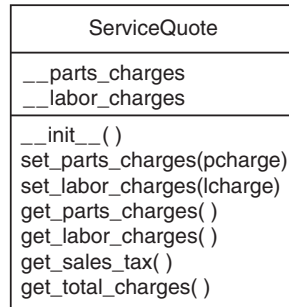 ServiceQuote
__parts_charges
__labor_charges
__init__( )
set_parts_charges(pcharge)
set_labor_charges(lcharge)
get_parts_charges( )
get_labor_charges( )
get_sales_tax( )
get_total_charges( )